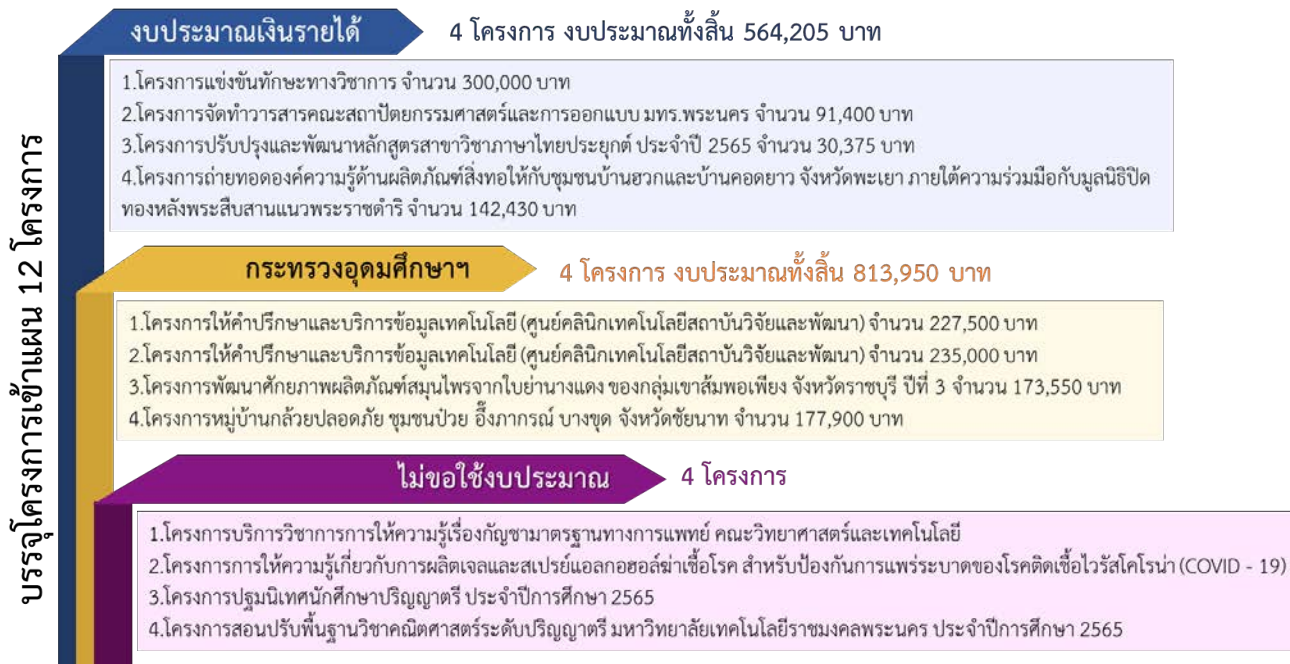 บรรจุโครงการเข้าแผน 12 โครงการ
งบประมาณเงินรายได้
4 โครงการ งบประมาณทั้งสิ้น 564,205 บาท
1.โครงการแข่งขันทักษะทางวิชาการ จำนวน 300,000 บาท
2.โครงการจัดทำวารสารคณะสถาปัตยกรรมศาสตร์และการออกแบบ มทร.พระนคร จำนวน 91,400 บาท
3.โครงการปรับปรุงและพัฒนาหลักสูตรสาขาวิชาภาษาไทยประยุกต์ ประจำปี 2565 จำนวน 30,375 บาท
4.โครงการถ่ายทอดองค์ความรู้ด้านผลิตภัณฑ์สิ่งทอให้กับชุมชนบ้านฮวกและบ้านคอดยาว จังหวัดพะเยา ภายใต้ความร่วมมือกับมูลนิธิปิด
ทองหลังพระสืบสานแนวพระราชดำริ จำนวน 142,430 บาท
กระทรวงอุดมศึกษาฯ
4 โครงการ งบประมาณทั้งสิ้น 813,950 บาท
1.โครงการให้คำปรึกษาและบริการข้อมูลเทคโนโลยี (ศูนย์คลินิกเทคโนโลยีสถาบันวิจัยและพัฒนา) จำนวน 227,500 บาท
2.โครงการให้คำปรึกษาและบริการข้อมูลเทคโนโลยี (ศูนย์คลินิกเทคโนโลยีสถาบันวิจัยและพัฒนา) จำนวน 235,000 บาท
3.โครงการพัฒนาศักยภาพผลิตภัณฑ์สมุนไพรจากใบย่านางแดง ของกลุ่มเขาส้มพอเพียง จังหวัดราชบุรี ปีที่ 3 จำนวน 173,550 บาท
4.โครงการหมู่บ้านกล้วยปลอดภัย ชุมชนป๋วย อึ๊งภากรณ์ บางขุด จังหวัดชัยนาท จำนวน 177,900 บาท
ไม่ขอใช้งบประมาณ
4 โครงการ
1.โครงการบริการวิชาการการให้ความรู้เรื่องกัญชามาตรฐานทางการแพทย์ คณะวิทยาศาสตร์และเทคโนโลยี
2.โครงการการให้ความรู้เกี่ยวกับการผลิตเจลและสเปรย์แอลกอฮอล์ฆ่าเชื้อโรค สำหรับป้องกันการแพร่ระบาดของโรคติดเชื้อไวรัสโคโรน่า (COVID - 19)
3.โครงการปฐมนิเทศนักศึกษาปริญญาตรี ประจำปีการศึกษา 2565
4.โครงการสอนปรับพื้นฐานวิชาคณิตศาสตร์ระดับปริญญาตรี มหาวิทยาลัยเทคโนโลยีราชมงคลพระนคร ประจำปีการศึกษา 2565